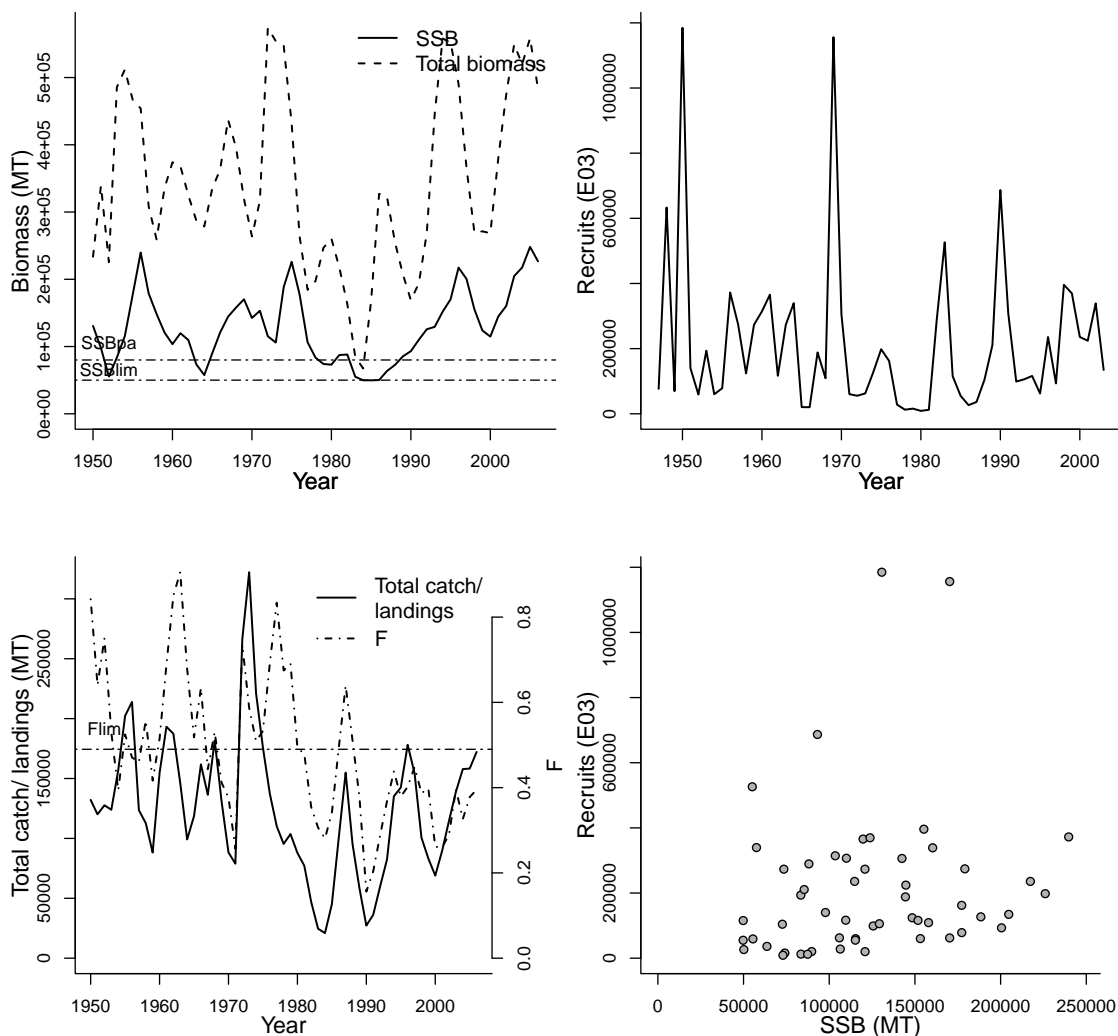 SSB
Total biomass
5e+05
4e+05
3e+05
2e+05
1e+05
0e+00
Biomass (MT)
SSBpa
SSBlim
1950 1960 1970 1980 1990 2000
Year
1000000
600000
200000
0
Recruits (E03)
1950 1960 1970 1980 1990 2000
Year
Total catch/
landings
F
250000
150000
50000
0
Total catch/ landings (MT)
Flim
0.8
0.6
0.4
0.2
0.0
F
1950 1960 1970 1980 1990 2000
Year
1000000
600000
200000
0
Recruits (E03)
0 50000 100000 150000 200000 250000
SSB (MT)